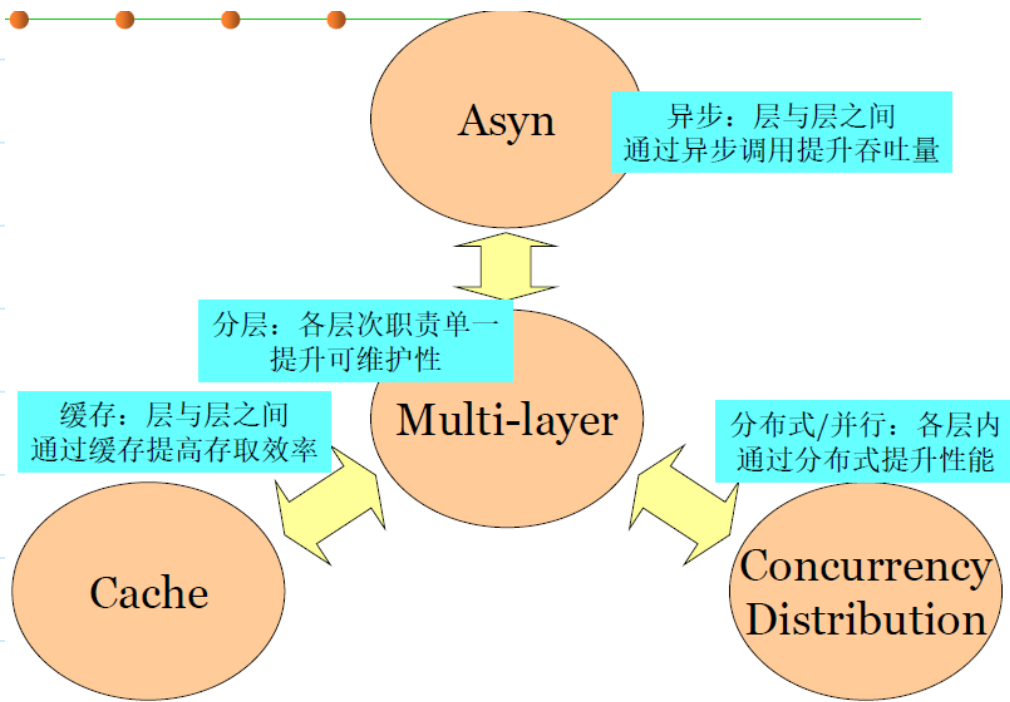 Asyn
异步：层与层之间
通过异步调用提升吞吐量
分层：各层次职责单一
提升可维护性
Multi-layer
缓存：层与层之间
通过缓存提高存取效率
分布式/并行：各层内
通过分布式提升性能
Cache
Concurrency
Distribution